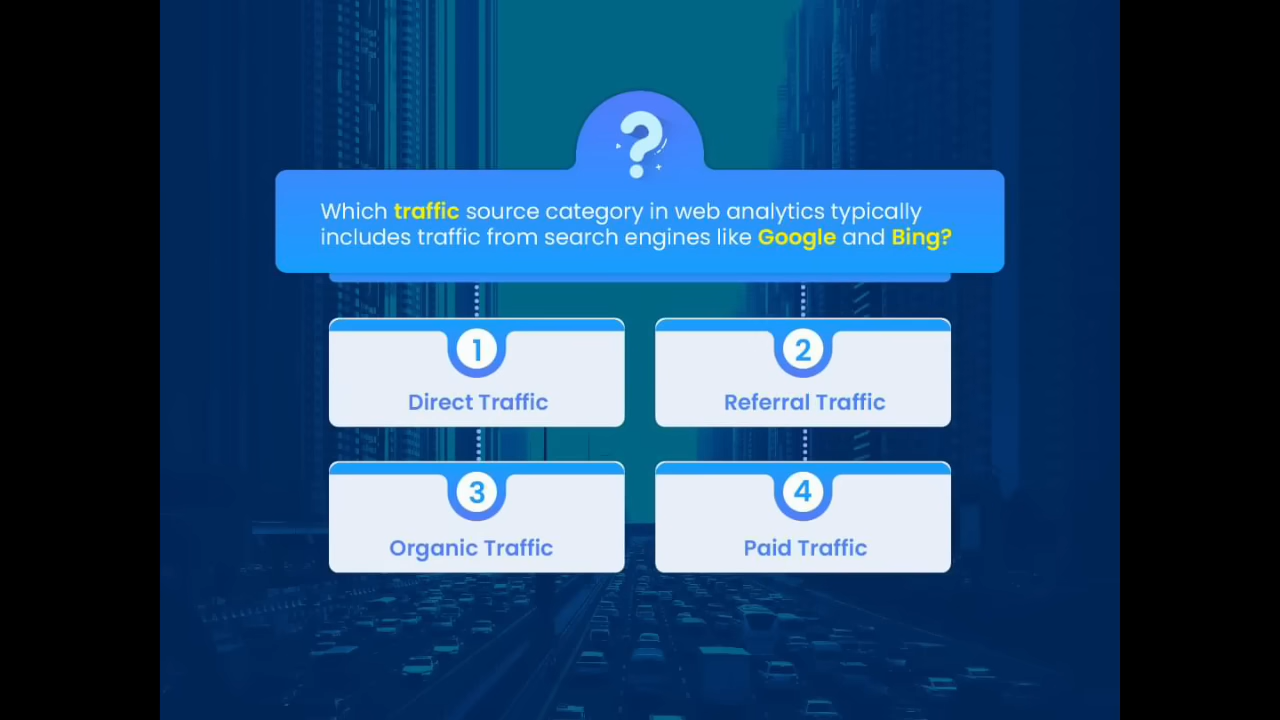 ?
Which traffic source category in web analytics typically
includes traffic from search engines like Google and Bing?
1
Direct Traffic
2
Referral Traffic
3
Organic Traffic
4
Paid Traffic